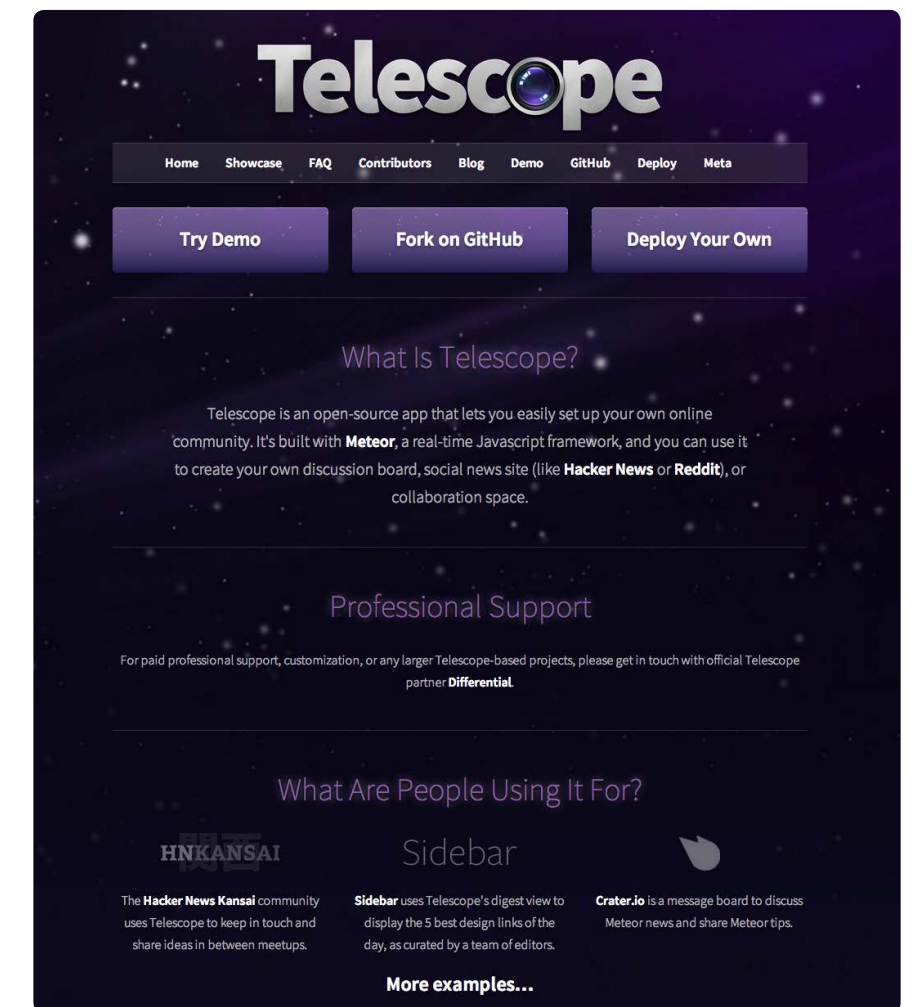 Telescope
Home Showcase FAQ Contributors Blog Demo GitHub Deploy Meta
Try Demo Fork on GitHub Deploy Your Own
What Is Telescope?
Telescope is an open-source app that lets you easily set up your own online
community. It's built with Meteor, a real-time Javascript framework, and you can use it
to create your own discussion board, social news site (like Hacker News or Reddit), or
collaboration space.
Professional Support
For paid professional support, customization, or any larger Telescope-based projects, please get in touch with official Telescope
partner Differential.
What Are People Using It For?
関西
HNKANSAI
Sidebar
The Hacker News Kansai community
uses Telescope to keep in touch and
share ideas in between meetups.
Sidebar uses Telescope's digest view to
display the 5 best design links of the
day, as curated by a team of editors.
Crater.io is a message board to discuss
Meteor news and share Meteor tips.
More examples...